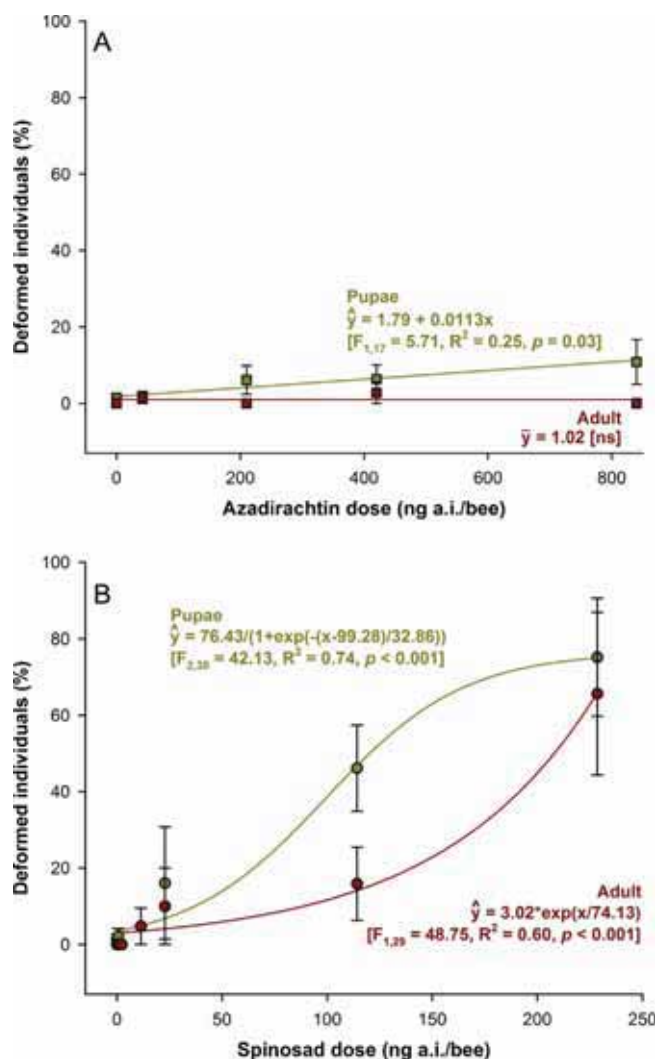 A
100
80
60
40
20
0
Deformed individuals (%)
Pupae
ŷ = 1.79 + 0.0113x
[F1,17 = 5.71, R² = 0.25, p = 0.03]
Adult
ȳ = 1.02 [ns]
0 200 400 600 800
Azadirachtin dose (ng a.i./bee)
B
100
80
60
40
20
0
Deformed individuals (%)
Pupae
ŷ = 76.43/(1+exp(-(x-99.28)/32.86))
[F2,30 = 42.13, R² = 0.74, p < 0.001]
Adult
ŷ = 3.02*exp(x/74.13)
[F1,29 = 48.75, R² = 0.60, p < 0.001]
0 50 100 150 200 250
Spinosad dose (ng a.i./bee)